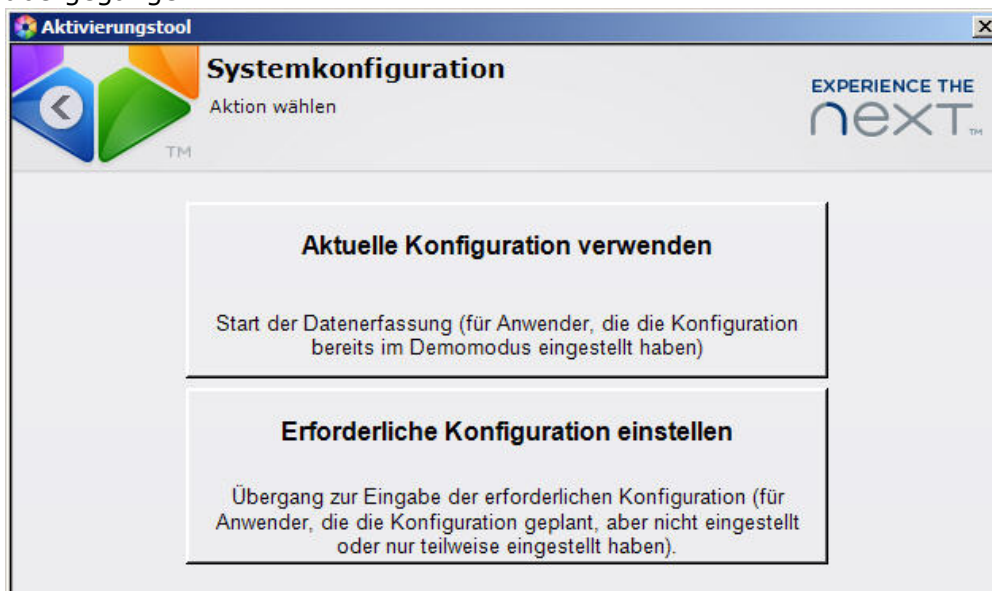 Aktivierungstool
Systemkonfiguration
Aktion wählen
TM
EXPERIENCE THE
next TM
Aktuelle Konfiguration verwenden
Start der Datenerfassung (für Anwender, die die Konfiguration
bereits im Demomodus eingestellt haben)
Erforderliche Konfiguration einstellen
Übergang zur Eingabe der erforderlichen Konfiguration (für
Anwender, die die Konfiguration geplant, aber nicht eingestellt
oder nur teilweise eingestellt haben).